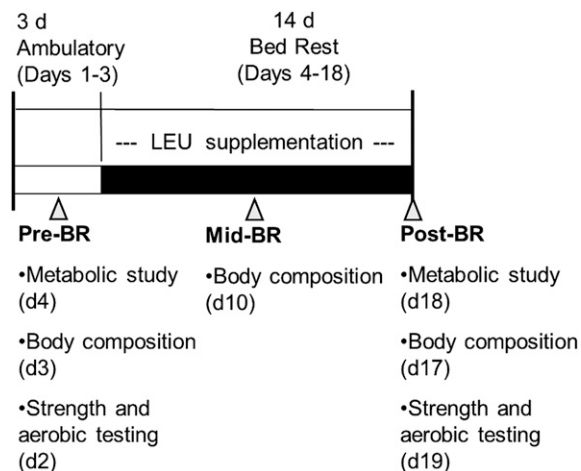 3 d
Ambulatory
(Days 1-3)
14 d
Bed Rest
(Days 4-18)
--- LEU supplementation ---
Pre-BR
•Metabolic study
(d4)
•Body composition
(d3)
•Strength and
aerobic testing
(d2)
Mid-BR
•Body composition
(d10)
Post-BR
•Metabolic study
(d18)
•Body composition
(d17)
•Strength and
aerobic testing
(d19)